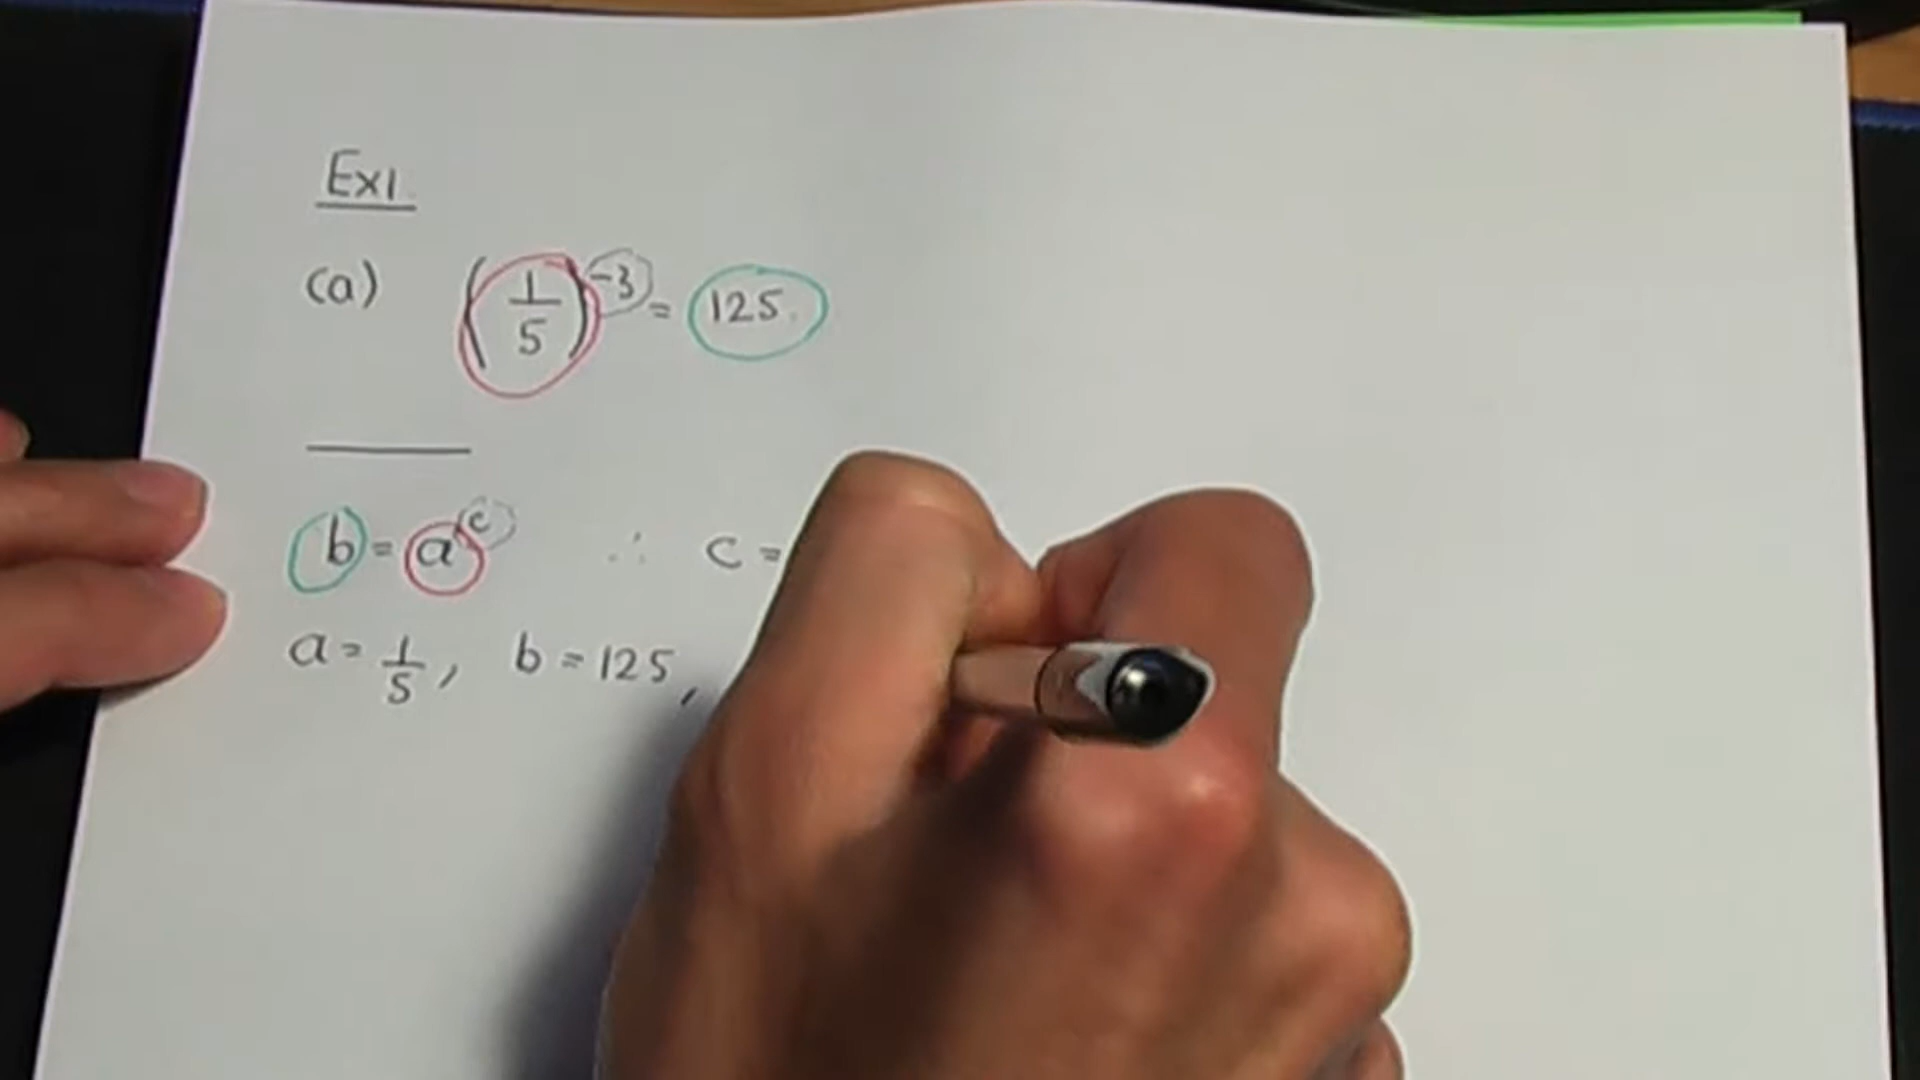 Ex1.
(a) (1/5)^-3 = 125.
b = a^c ∴ c =
a = 1/5, b = 125,